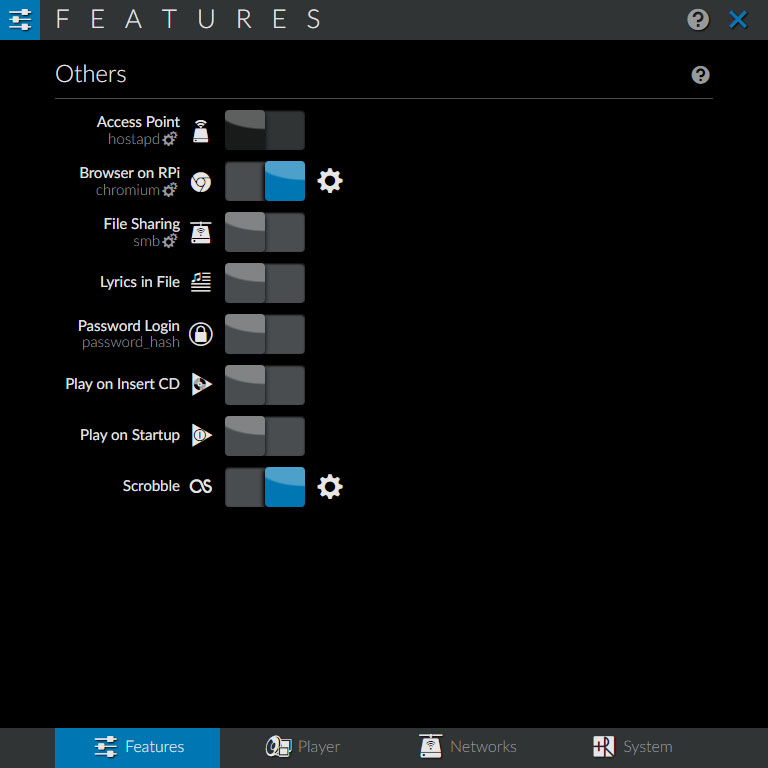 FEATURES
Others
Access Point
hostapd
Browser on RPi
chromium
File Sharing
smb
Lyrics in File
Password Login
password_hash
Play on Insert CD
Play on Startup
Scrobble
Features Player Networks System